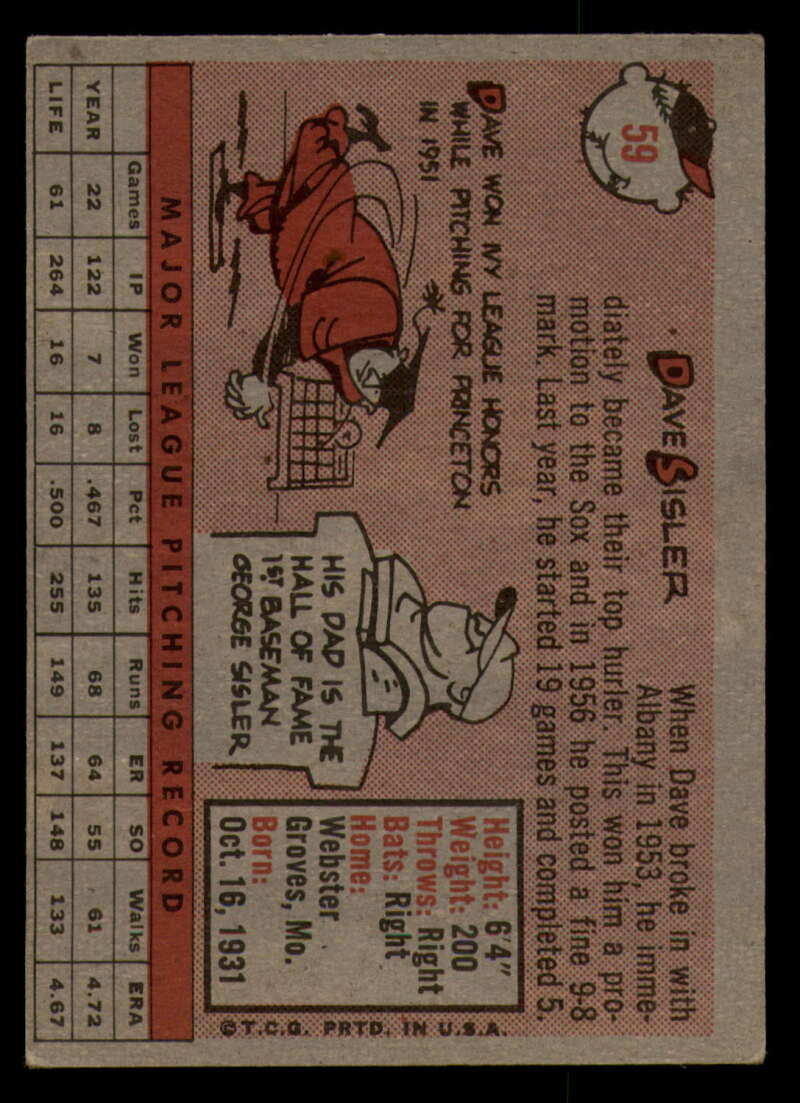 59
DAVE SISLER
When Dave broke in with
Albany in 1953, he imme-
diately became their top hurler. This won him a pro-
motion to the Sox and in 1956 he posted a fine 9-8
mark. Last year, he started 19 games and completed 5.
DAVE WON IVY LEAGUE HONORS
WHILE PITCHING FOR PRINCETON
IN 1951
HIS DAD IS THE
HALL OF FAME
1ST. BASEMAN
GEORGE SISLER
Height: 6'4"
Weight: 200
Throws: Right
Bats: Right
Home:
Webster
Groves, Mo.
Born:
Oct. 16, 1931
©T.C.G. PRTD. IN U.S.A.
MAJOR LEAGUE PITCHING RECORD
Games IP Won Lost Pct Hits Runs ER SO Walks ERA
YEAR 22 122 7 8 .467 135 68 64 55 61 4.72
LIFE 61 264 16 16 .500 255 149 137 148 133 4.67